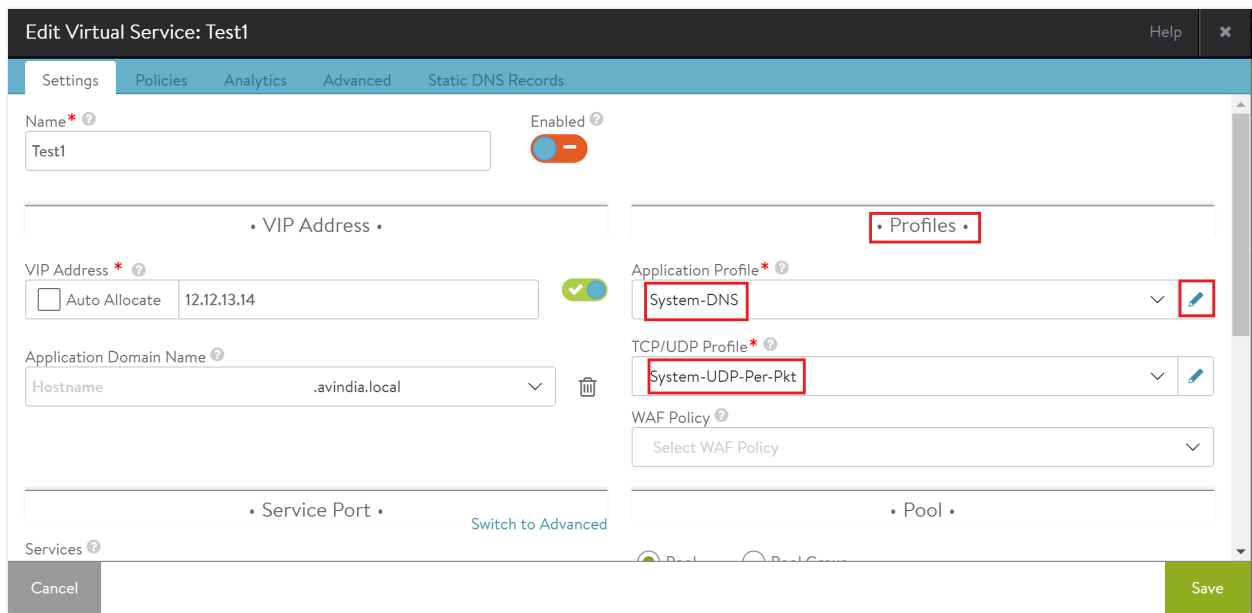 Edit Virtual Service: Test1
Help
Settings Policies Analytics Advanced Static DNS Records
Name*
Enabled
Test1
• VIP Address •
VIP Address *
Auto Allocate 12.12.13.14
Application Domain Name
Hostname .avindia.local
• Profiles •
Application Profile*
System-DNS
TCP/UDP Profile*
System-UDP-Per-Pkt
WAF Policy
Select WAF Policy
• Service Port •
Switch to Advanced
Services
• Pool •
Pool Pool Group
Cancel
Save